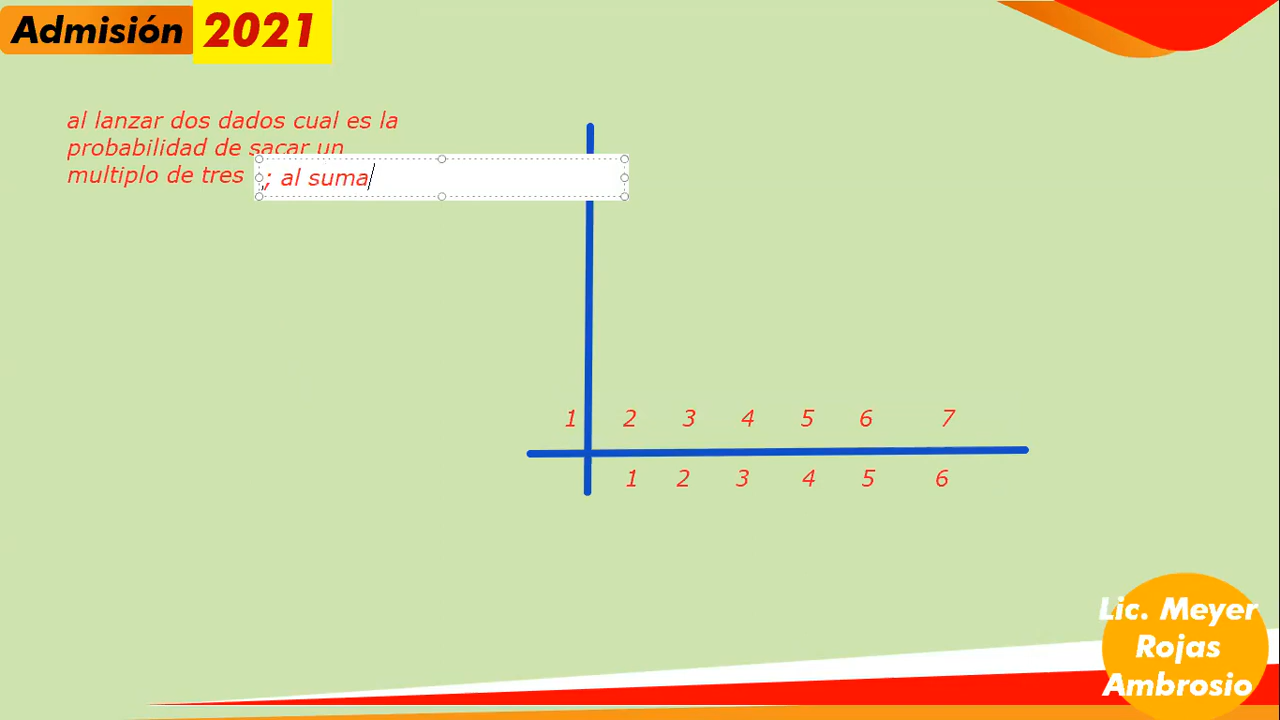 Admisión 2021
al lanzar dos dados cual es la
probabilidad de sacar un
multiplo de tres ; al suma
1 2 3 4 5 6 7
1 2 3 4 5 6
Lic. Meyer
Rojas
Ambrosio